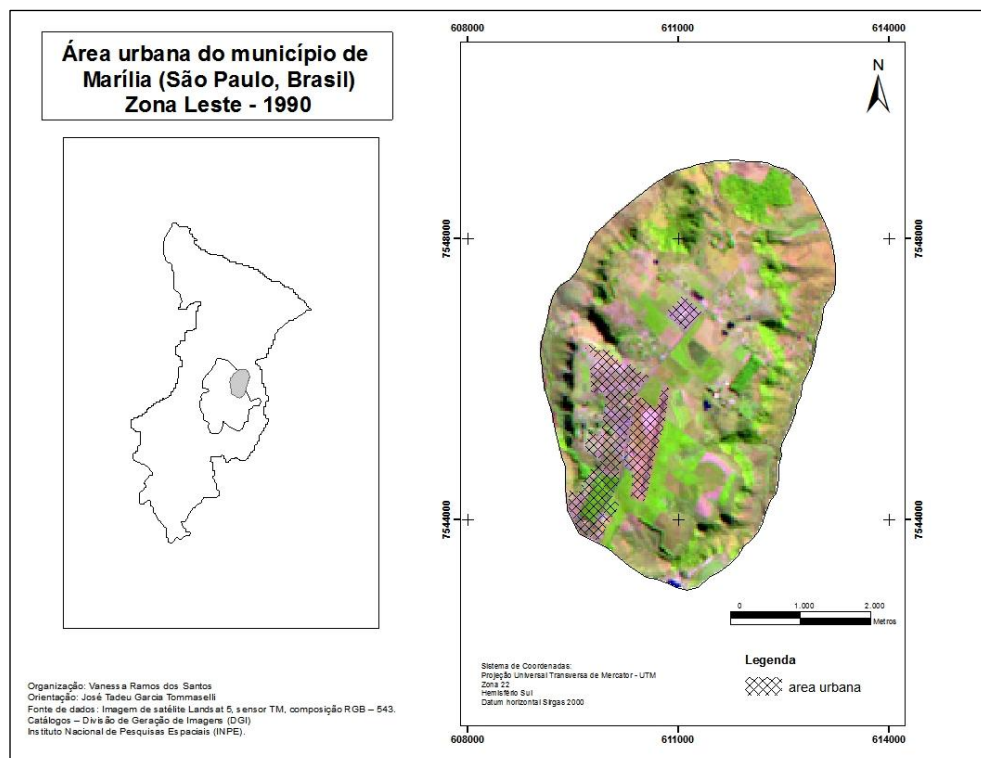 Área urbana do município de
Marília (São Paulo, Brasil)
Zona Leste - 1990
608000
611000
614000
N
7548000
7548000
7544000
7544000
0
1.000
2.000
Metros
Legenda
area urbana
Sistema de Coordenadas:
Projeção Universal Transversa de Mercator - UTM
Zona 22
Hemisfério Sul
Datum horizontal Sirgas 2000
608000
611000
614000
Organização: Vanessa Ramos dos Santos
Orientação: José Tadeu Garcia Tommaselli
Fonte de dados: Imagem de satélite Landsat 5, sensor TM, composição RGB – 543.
Catálogos – Divisão de Geração de Imagens (DGI)
Instituto Nacional de Pesquisas Espaciais (INPE).